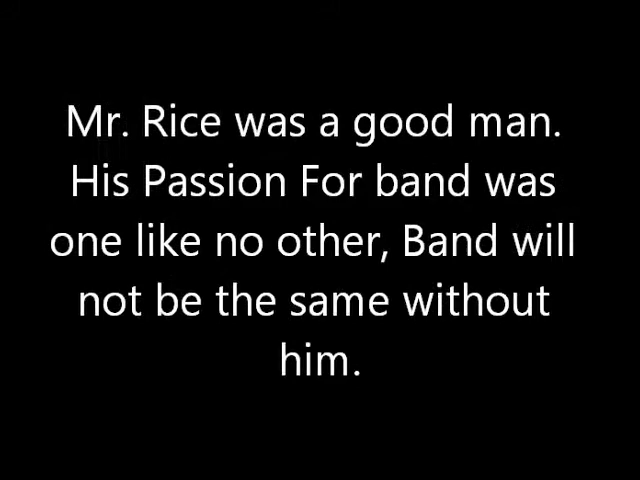 Mr. Rice was a good man.
His Passion For band was
one like no other, Band will
not be the same without
him.